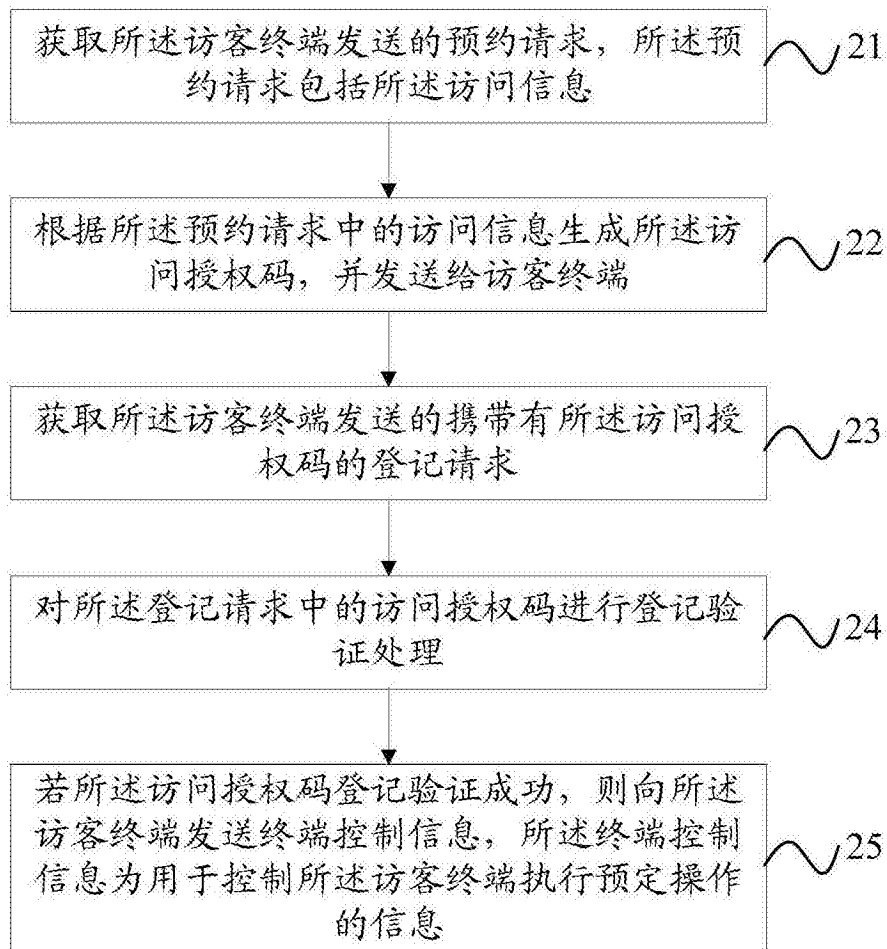 获取所述访客终端发送的预约请求，所述预
约请求包括所述访问信息
21
根据所述预约请求中的访问信息生成所述访
问授权码，并发送给访客终端
22
获取所述访客终端发送的携带有所述访问授
权码的登记请求
23
对所述登记请求中的访问授权码进行登记验
证处理
24
若所述访问授权码登记验证成功，则向所述
访客终端发送终端控制信息，所述终端控制
信息为用于控制所述访客终端执行预定操作
的信息
25